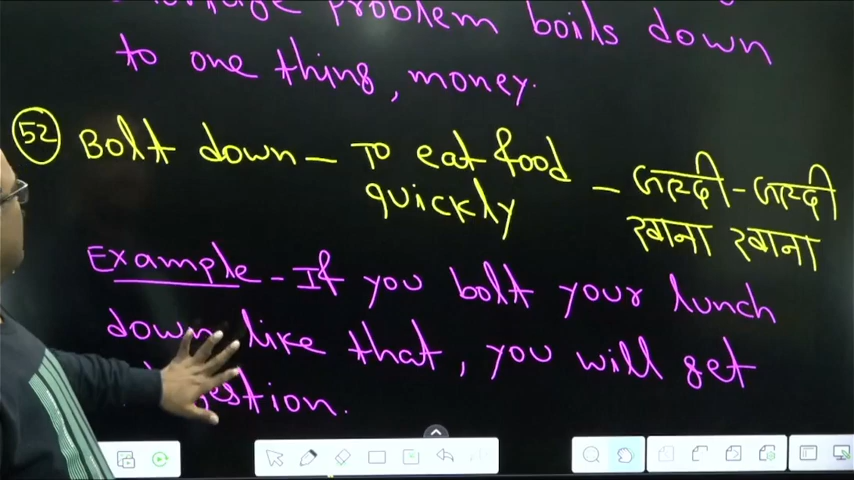 problem boils down
to one thing, money.
52 Bolt down - To eat food
quickly - जल्दी-जल्दी
खाना खाना
Example - If you bolt your lunch
down like that, you will get